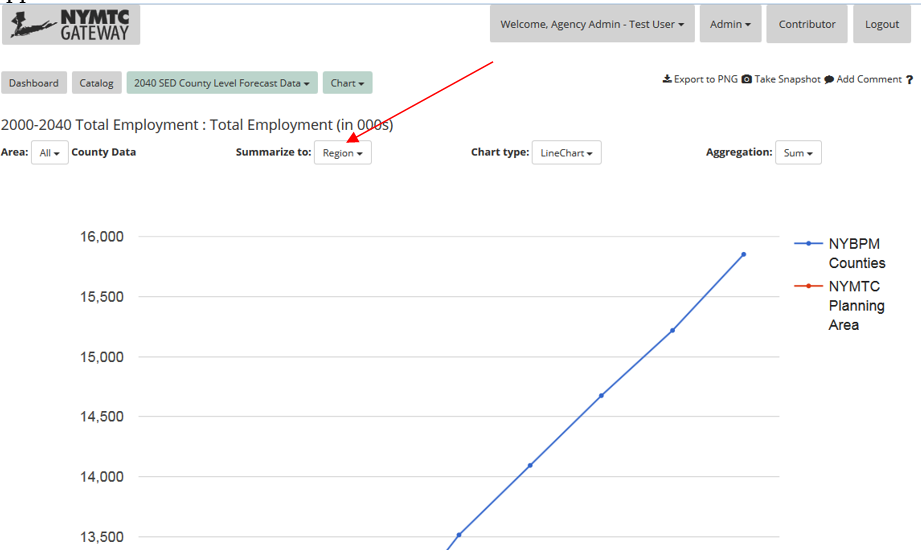 NYMTC
GATEWAY
Welcome, Agency Admin - Test User
Admin
Contributor
Logout
Dashboard
Catalog
2040 SED County Level Forecast Data
Chart
Export to PNG
Take Snapshot
Add Comment
?
2000-2040 Total Employment : Total Employment (in 000s)
Area: All County Data
Summarize to: Region
Chart type: LineChart
Aggregation: Sum
16,000
15,500
15,000
14,500
14,000
13,500
NYBPM
Counties
NYMTC
Planning
Area